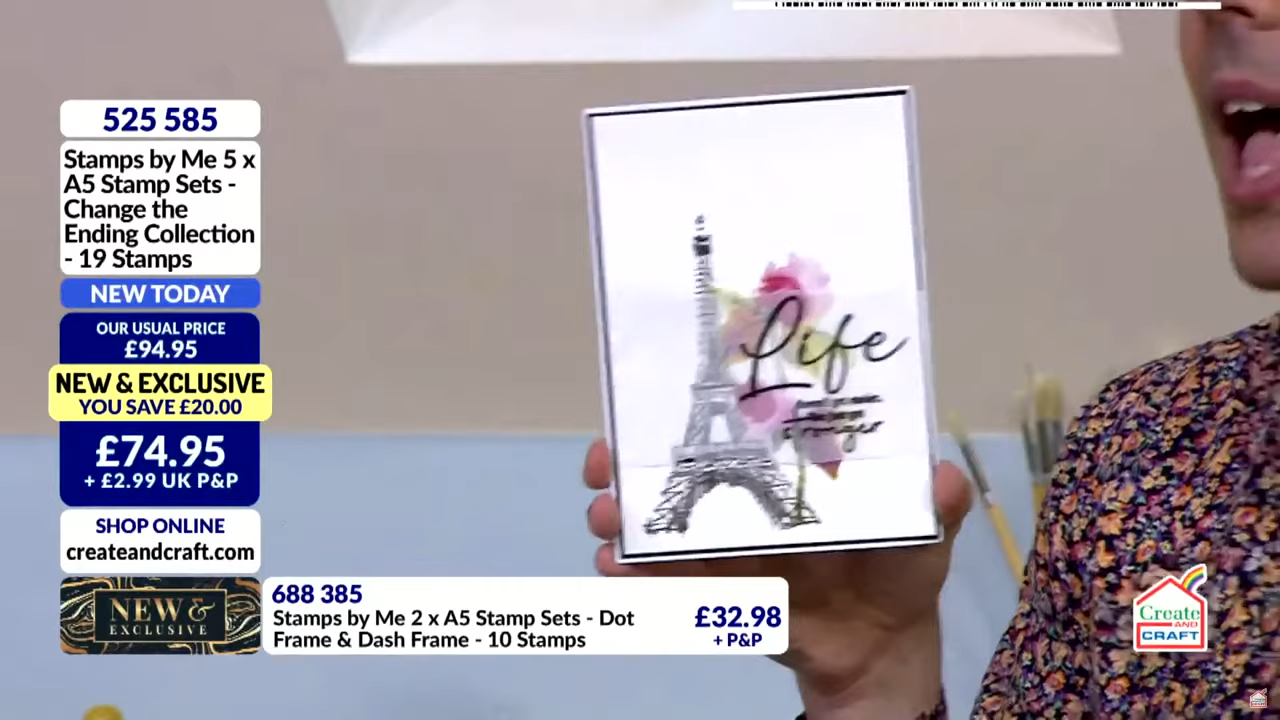 525 585
Stamps by Me 5 x
A5 Stamp Sets -
Change the
Ending Collection
- 19 Stamps
NEW TODAY
OUR USUAL PRICE
£94.95
NEW & EXCLUSIVE
YOU SAVE £20.00
£74.95
+ £2.99 UK P&P
SHOP ONLINE
createandcraft.com
NEW &
EXCLUSIVE
688 385
Stamps by Me 2 x A5 Stamp Sets - Dot
Frame & Dash Frame - 10 Stamps
£32.98
+ P&P
Life
stronger
Create
AND
CRAFT